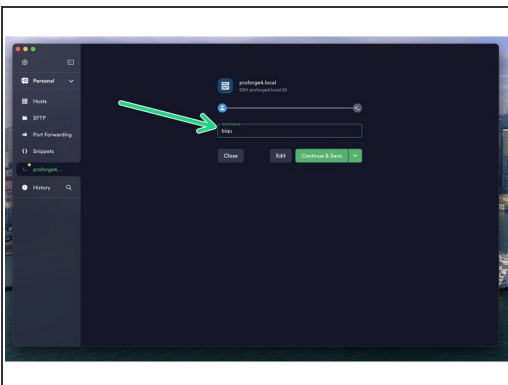 Personal
Hosts
SFTP
Port Forwarding
Snippets
proforge4....
History
proforge4.local
SSH proforge4.local:22
Username
biqu
Close
Edit
Continue & Save